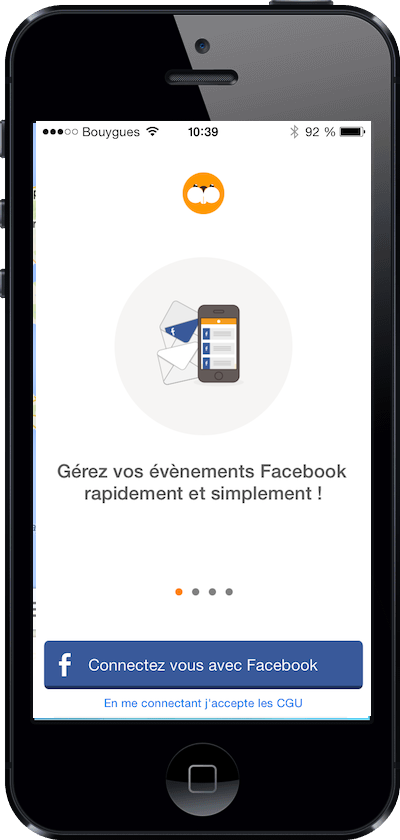 Bouygues 10:39 92 %
Gérez vos évènements Facebook
rapidement et simplement !
f Connectez vous avec Facebook
En me connectant j'accepte les CGU